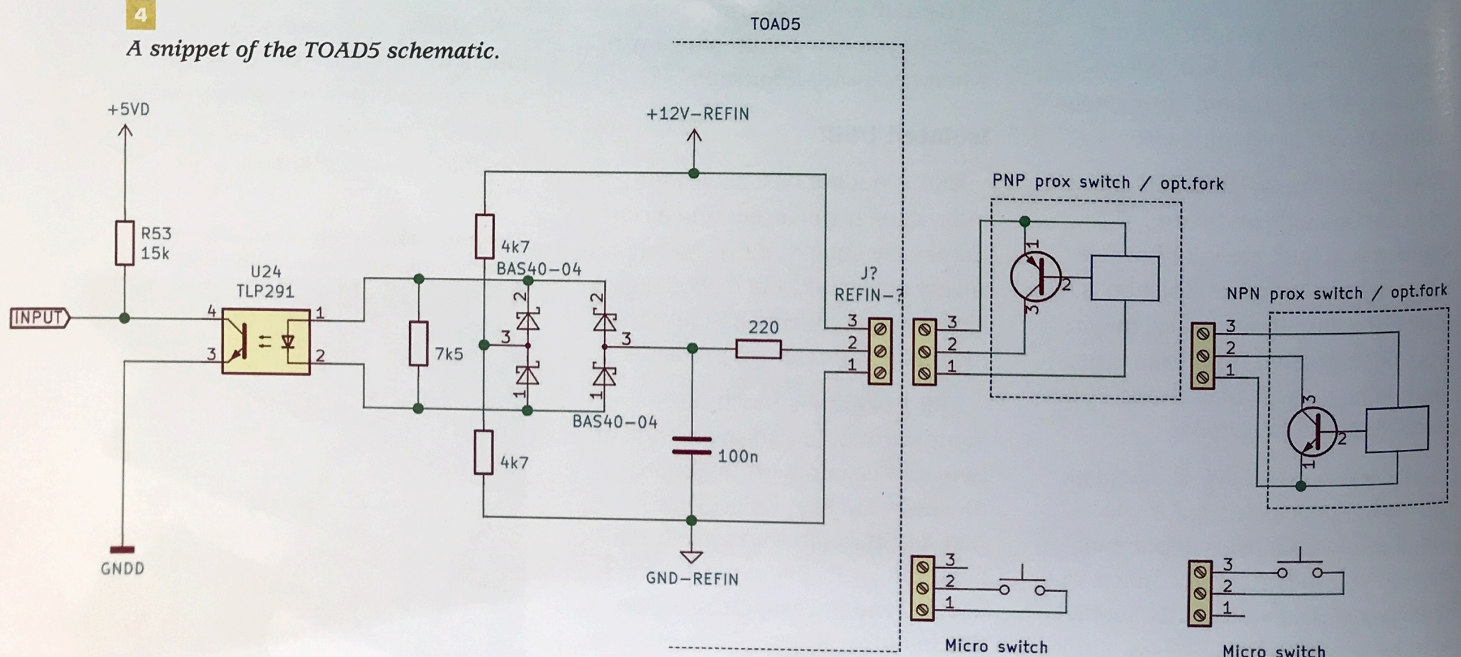 4
A snippet of the TOAD5 schematic.
TOAD5
+5VD
+12V-REFIN
PNP prox switch / opt.fork
R53
15k
4k7
BAS40-04
U24
TLP291
J?
REFIN-?
NPN prox switch / opt.fork
INPUT
4
1
3
2
7k5
2
3
1
2
3
1
220
3
2
1
3
2
1
1
2
3
3
2
1
3
2
1
BAS40-04
4k7
100n
GNDD
GND-REFIN
3
2
1
Micro switch
3
2
1
Micro switch